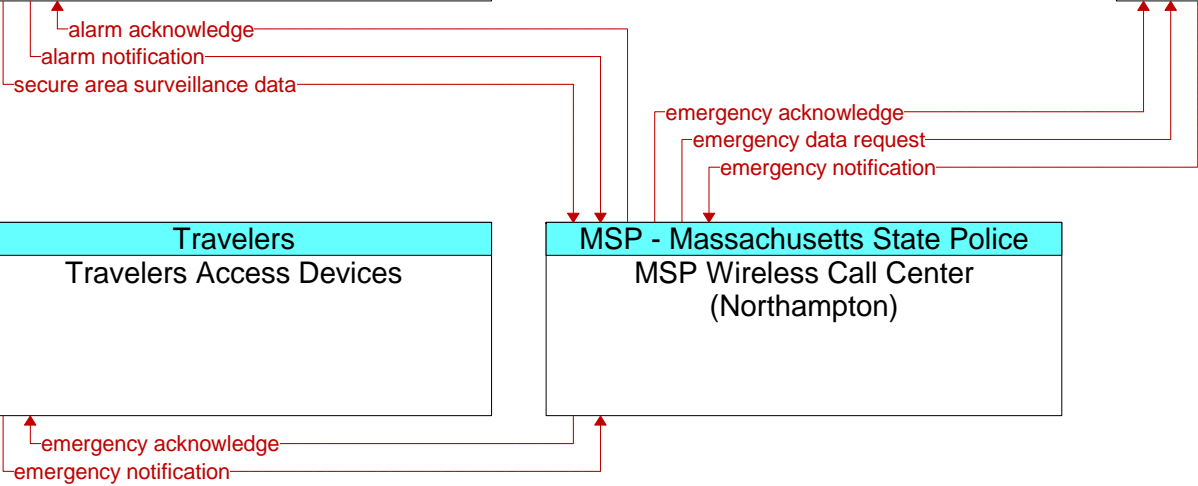 alarm acknowledge
alarm notification
secure area surveillance data
emergency acknowledge
emergency data request
emergency notification
Travelers
Travelers Access Devices
MSP - Massachusetts State Police
MSP Wireless Call Center
(Northampton)
emergency acknowledge
emergency notification